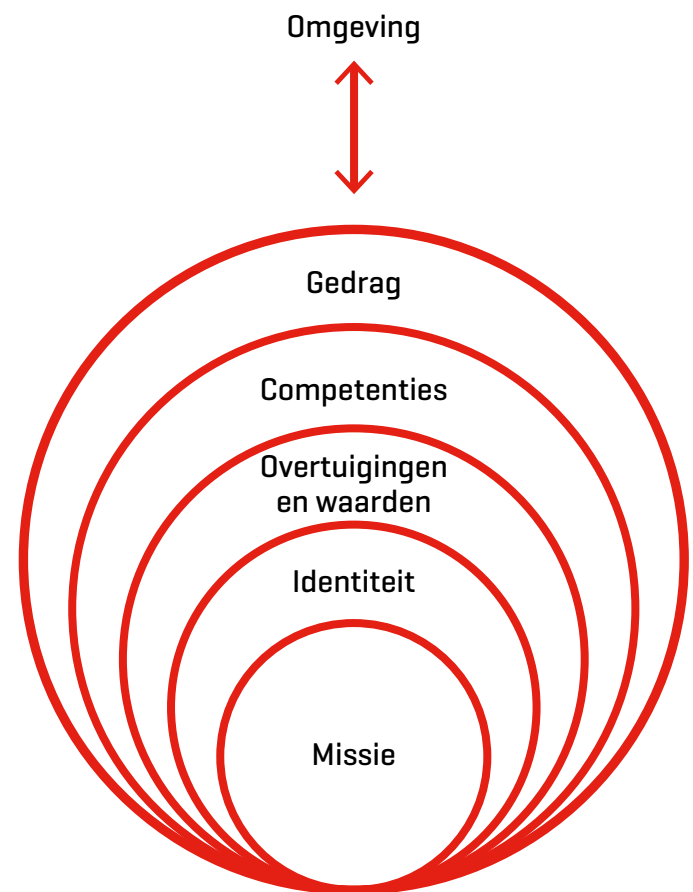 Omgeving
Gedrag
Competenties
Overtuigingen
en waarden
Identiteit
Missie